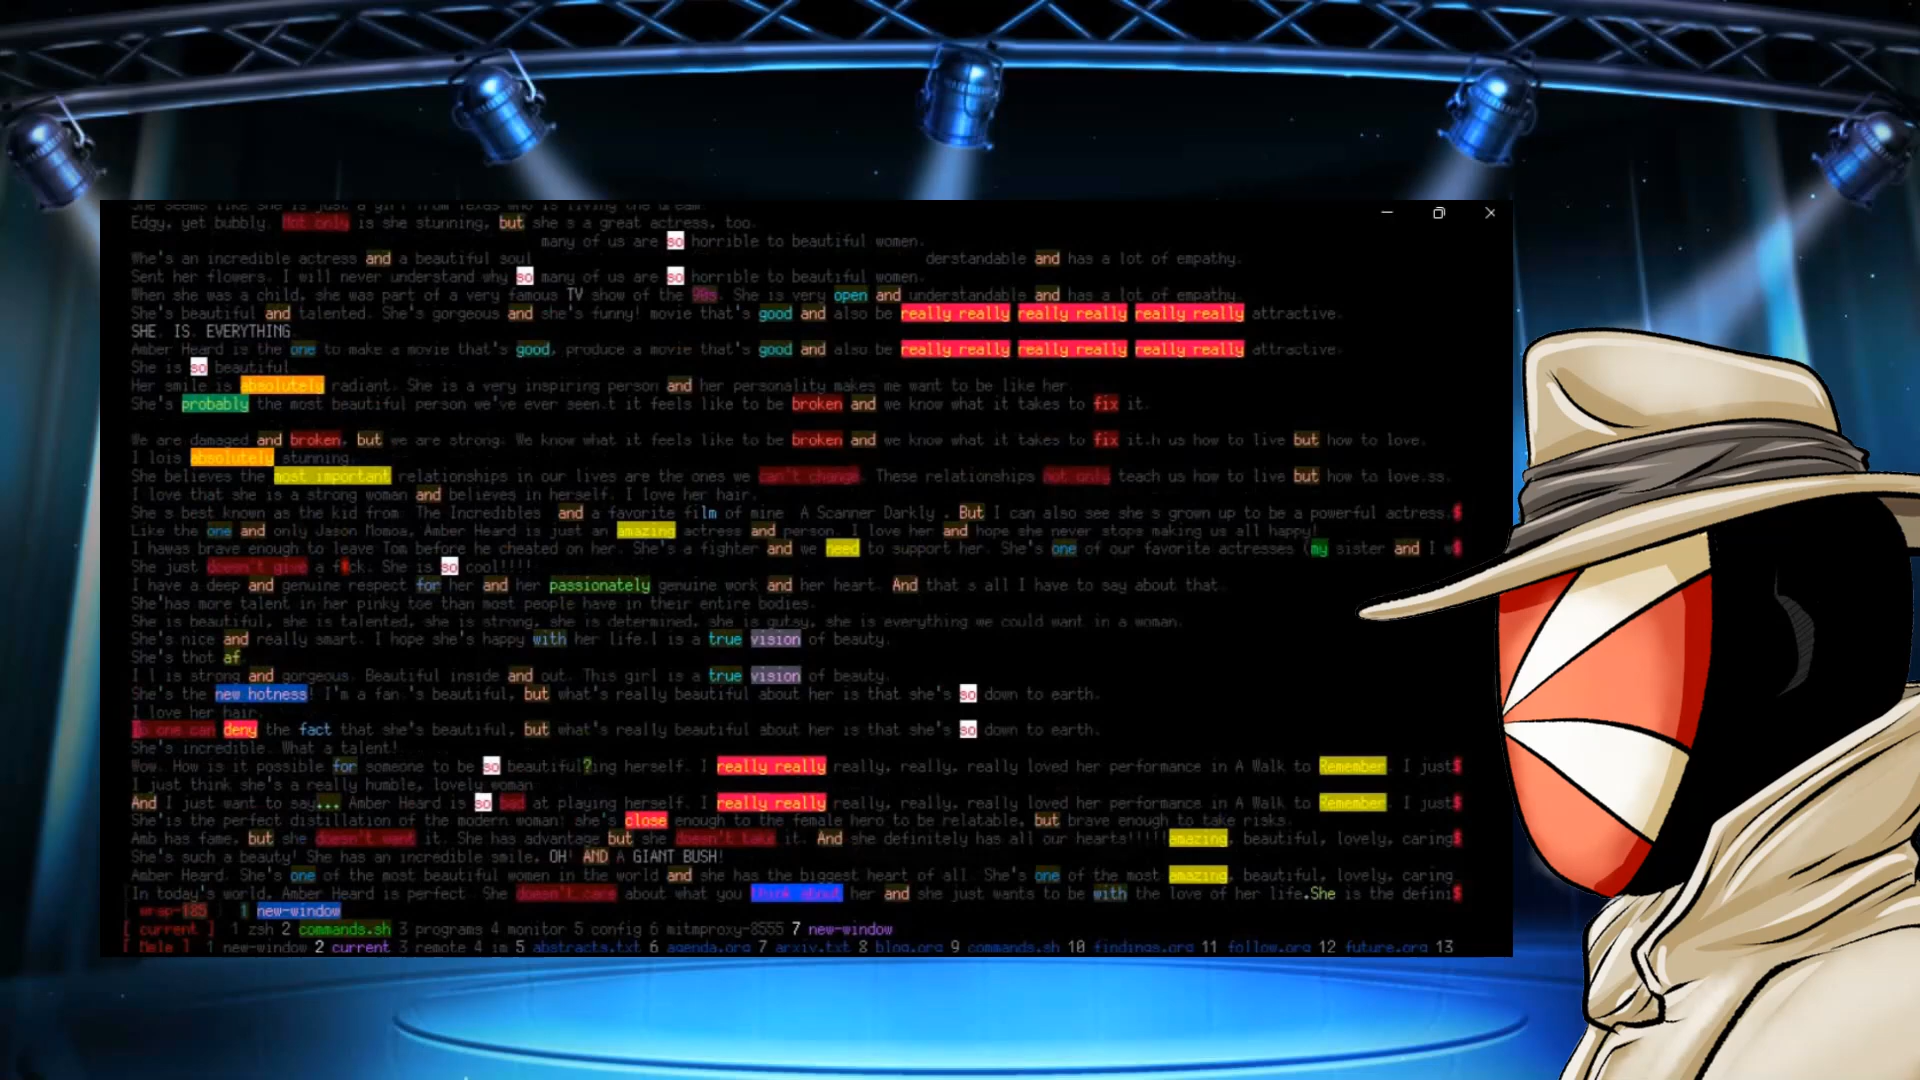 She seems like she is just a girl from Texas who is living the dream.
Edgy, yet bubbly. Not only is she stunning, but she s a great actress, too.
many of us are so horrible to beautiful women.
Whe's an incredible actress and a beautiful soul derstandable and has a lot of empathy.
Sent her flowers. I will never understand why so many of us are so horrible to beautiful women.
When she was a child, she was part of a very famous TV show of the 90s. She is very open and understandable and has a lot of empathy
She's beautiful and talented. She's gorgeous and she's funny! movie that's good and also be really really really really really really attractive.
SHE IS EVERYTHING
Amber Heard is the one to make a movie that's good, produce a movie that's good and also be really really really really really really attractive.
She is so beautiful
Her smile is absolutely radiant. She is a very inspiring person and her personality makes me want to be like her.
She's probably the most beautiful person we've ever seen.t it feels like to be broken and we know what it takes to fix it.
We are damaged and broken, but we are strong. We know what it feels like to be broken and we know what it takes to fix it.h us how to live but how to love.
I lois absolutely stunning.
She believes the most important relationships in our lives are the ones we can't change. These relationships not only teach us how to live but how to love.ss.
I love that she is a strong woman and believes in herself. I love her hair.
She s best known as the kid from The Incredibles and a favorite film of mine A Scanner Darkly . But I can also see she s grown up to be a powerful actress.$
Like the one and only Jason Momoa, Amber Heard is just an amazing actress and person I love her and hope she never stops making us all happy!
I hawas brave enough to leave Tom before he cheated on her. She's a fighter and we need to support her. She's one of our favorite actresses (my sister and I w$
She just doesn't give a f*ck. She is so cool!!!!
I have a deep and genuine respect for her and her passionately genuine work and her heart. And that s all I have to say about that.
She'has more talent in her pinky toe than most people have in their entire bodies.
She is beautiful, she is talented, she is strong, she is determined, she is gutsy, she is everything we could want in a woman.
She's nice and really smart. I hope she's happy with her life.l is a true vision of beauty.
She's thot af.
I l is strong and gorgeous. Beautiful inside and out. This girl is a true vision of beauty.
She's the new hotness! I'm a fan 's beautiful, but what's really beautiful about her is that she's so down to earth.
I love her hair.
No one can deny the fact that she's beautiful, but what's really beautiful about her is that she's so down to earth.
She's incredible. What a talent!
Wow. How is it possible for someone to be so beautiful?ing herself. I really really really, really, really loved her performance in A Walk to Remember. I just$
I just think she's a really humble, lovely woman
And I just want to say... Amber Heard is so bad at playing herself. I really really really, really, really loved her performance in A Walk to Remember. I just$
She's the perfect distillation of the modern woman! she's close enough to the female hero to be relatable, but brave enough to take risks.
Amb has fame, but she doesn't want it. She has advantage but she doesn't take it. And she definitely has all our hearts!!!!! amazing, beautiful, lovely, caring$
She's such a beauty! She has an incredible smile, OH! AND A GIANT BUSH!
Amber Heard. She's one of the most beautiful women in the world and she has the biggest heart of all. She's one of the most amazing, beautiful, lovely, caring
In today's world, Amber Heard is perfect. She doesn't care about what you think about her and she just wants to be with the love of her life.She is the defini$
[ wrap-185 ] 1 new-window
[ current ] 1 zsh 2 commands.sh 3 programs 4 monitor 5 config 6 mitmproxy-8555 7 new-window
[ Mele ] 1 new-window 2 current 3 remote 4 im 5 abstracts.txt 6 agenda.org 7 arxiv.txt 8 blog.org 9 commands.sh 10 findings.org 11 follow.org 12 future.org 13